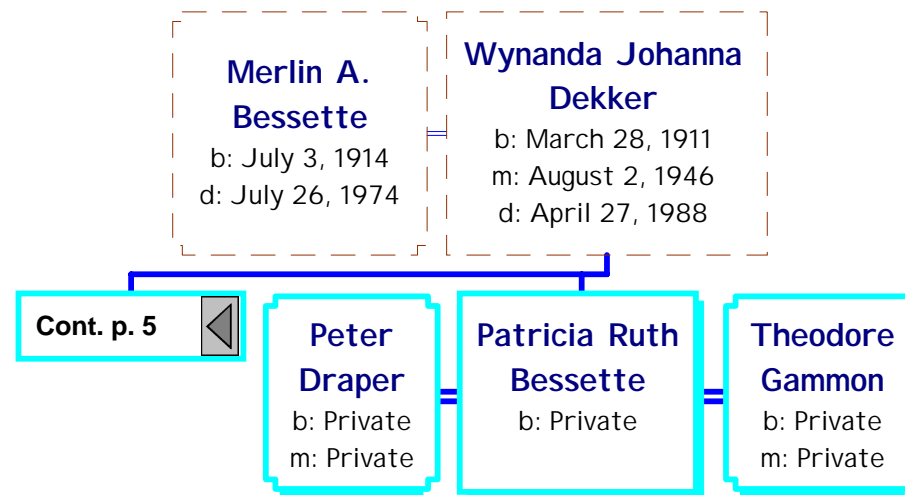 Merlin A.
Bessette
b: July 3, 1914
d: July 26, 1974
Wynanda Johanna
Dekker
b: March 28, 1911
m: August 2, 1946
d: April 27, 1988
Cont. p. 5
Peter
Draper
b: Private
m: Private
Patricia Ruth
Bessette
b: Private
Theodore
Gammon
b: Private
m: Private